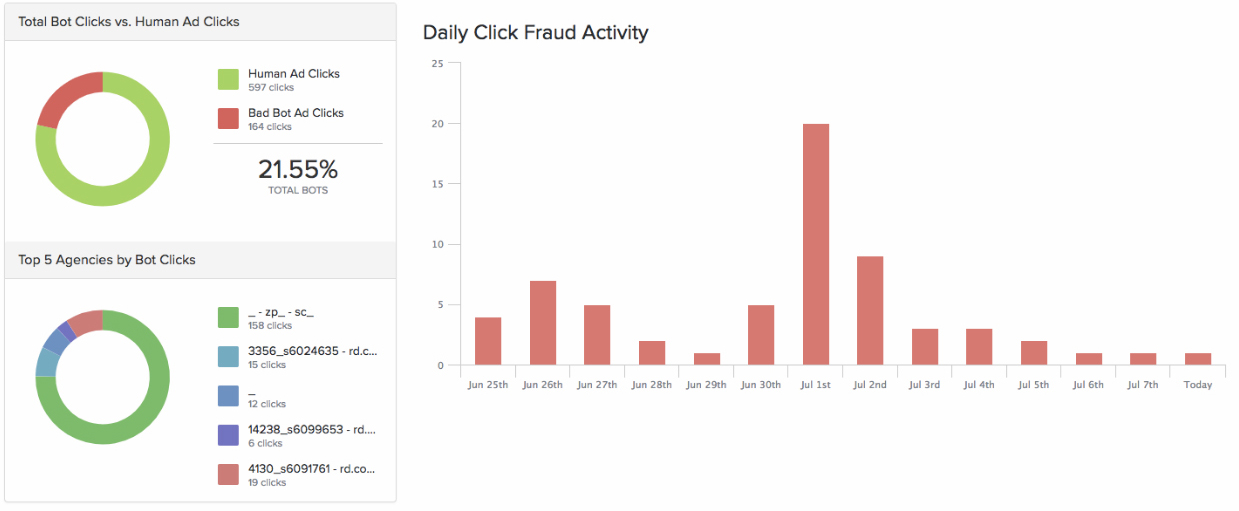 Total Bot Clicks vs. Human Ad Clicks
Human Ad Clicks
597 clicks
Bad Bot Ad Clicks
164 clicks
21.55%
TOTAL BOTS
Top 5 Agencies by Bot Clicks
_ - zp_ - sc_
158 clicks
3356_s6024635 - rd.c...
15 clicks
_
12 clicks
14238_s6099653 - rd....
6 clicks
4130_s6091761 - rd.co...
19 clicks
Daily Click Fraud Activity
25
20
15
10
5
0
Jun 25th Jun 26th Jun 27th Jun 28th Jun 29th Jun 30th Jul 1st Jul 2nd Jul 3rd Jul 4th Jul 5th Jul 6th Jul 7th Today